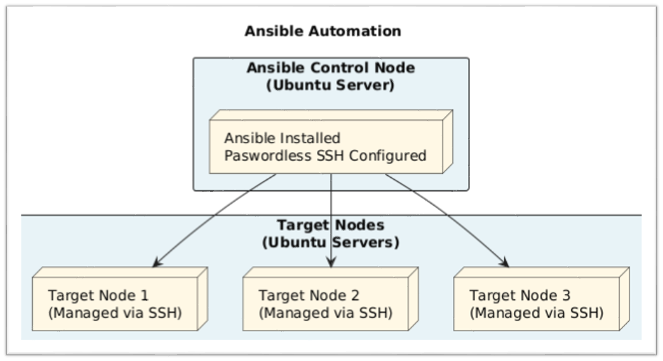 Ansible Automation
Ansible Control Node
(Ubuntu Server)
Ansible Installed
Paswordless SSH Configured
Target Nodes
(Ubuntu Servers)
Target Node 1
(Managed via SSH)
Target Node 2
(Managed via SSH)
Target Node 3
(Managed via SSH)